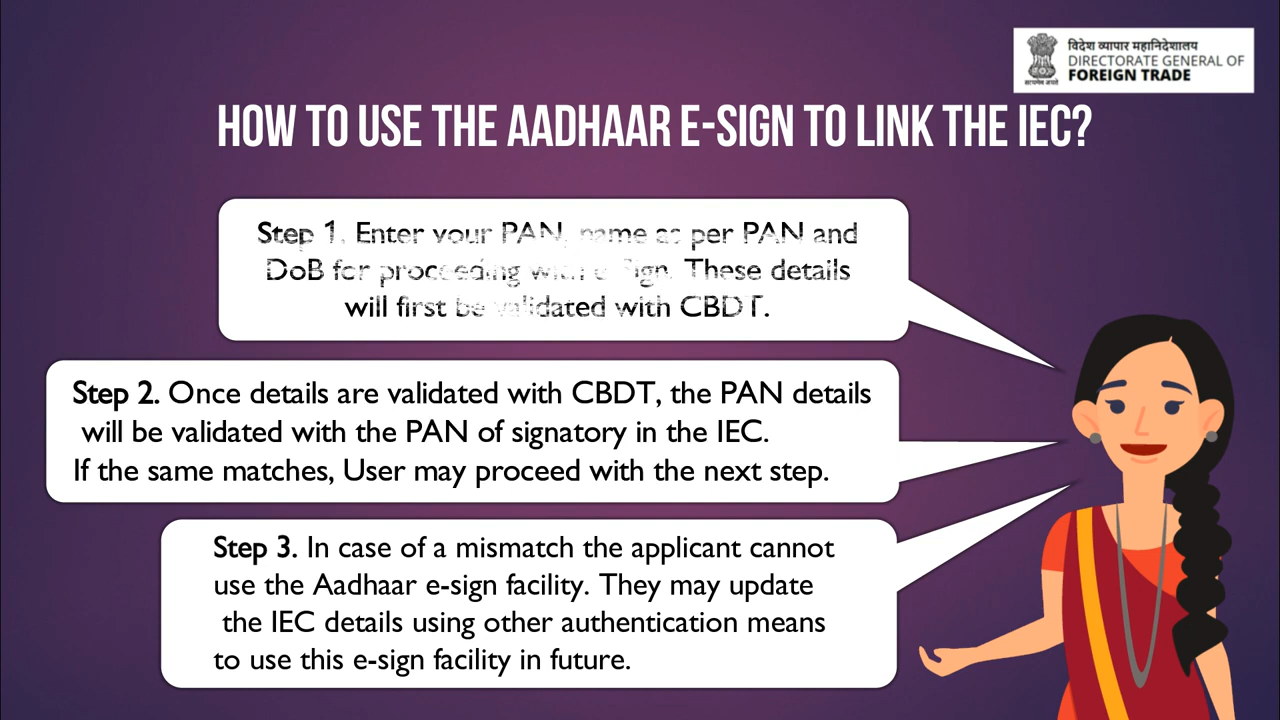 विदेश व्यापार महानिदेशालय
DIRECTORATE GENERAL OF
FOREIGN TRADE
सत्यमेव जयते
HOW TO USE THE AADHAAR E-SIGN TO LINK THE IEC?
Step 1. Enter your PAN, name as per PAN and
DoB for proceeding with e-Sign. These details
will first be validated with CBDT.
Step 2. Once details are validated with CBDT, the PAN details
will be validated with the PAN of signatory in the IEC.
If the same matches, User may proceed with the next step.
Step 3. In case of a mismatch the applicant cannot
use the Aadhaar e-sign facility. They may update
the IEC details using other authentication means
to use this e-sign facility in future.